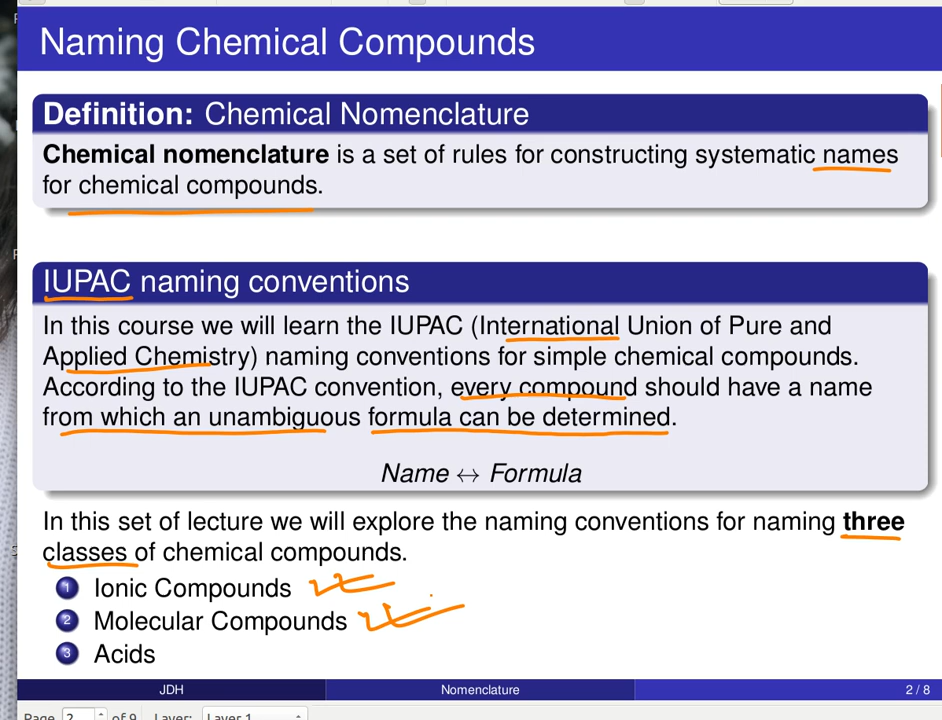 Naming Chemical Compounds
Definition: Chemical Nomenclature
Chemical nomenclature is a set of rules for constructing systematic names
for chemical compounds.
IUPAC naming conventions
In this course we will learn the IUPAC (International Union of Pure and
Applied Chemistry) naming conventions for simple chemical compounds.
According to the IUPAC convention, every compound should have a name
from which an unambiguous formula can be determined.
Name ↔ Formula
In this set of lecture we will explore the naming conventions for naming three
classes of chemical compounds.
1 Ionic Compounds
2 Molecular Compounds
3 Acids
JDH Nomenclature 2 / 8
Page 2 of 9 Layer: Layer 1